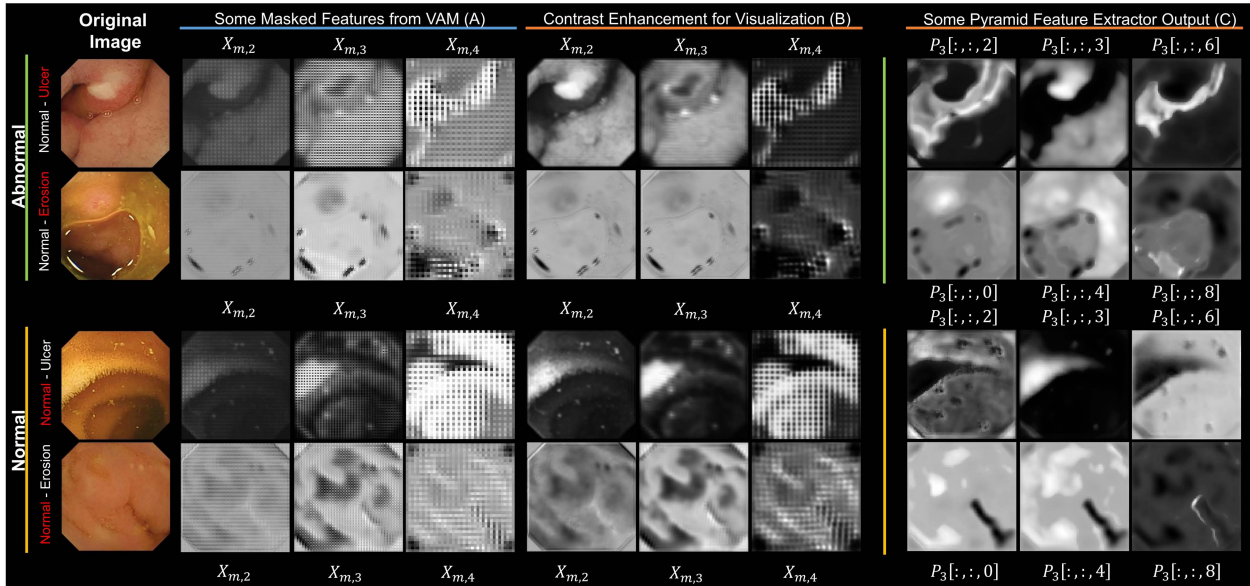 Original
Image
Some Masked Features from VAM (A)
Contrast Enhancement for Visualization (B)
Some Pyramid Feature Extractor Output (C)
X_{m,2} X_{m,3} X_{m,4} X_{m,2} X_{m,3} X_{m,4} P_3[:,:,2] P_3[:,:,3] P_3[:,:,6]
Abnormal
Normal - Ulcer
Normal - Erosion
P_3[:,:,0] P_3[:,:,4] P_3[:,:,8]
X_{m,2} X_{m,3} X_{m,4} X_{m,2} X_{m,3} X_{m,4} P_3[:,:,2] P_3[:,:,3] P_3[:,:,6]
Normal
Normal - Ulcer
Normal - Erosion
X_{m,2} X_{m,3} X_{m,4} X_{m,2} X_{m,3} X_{m,4} P_3[:,:,0] P_3[:,:,4] P_3[:,:,8]